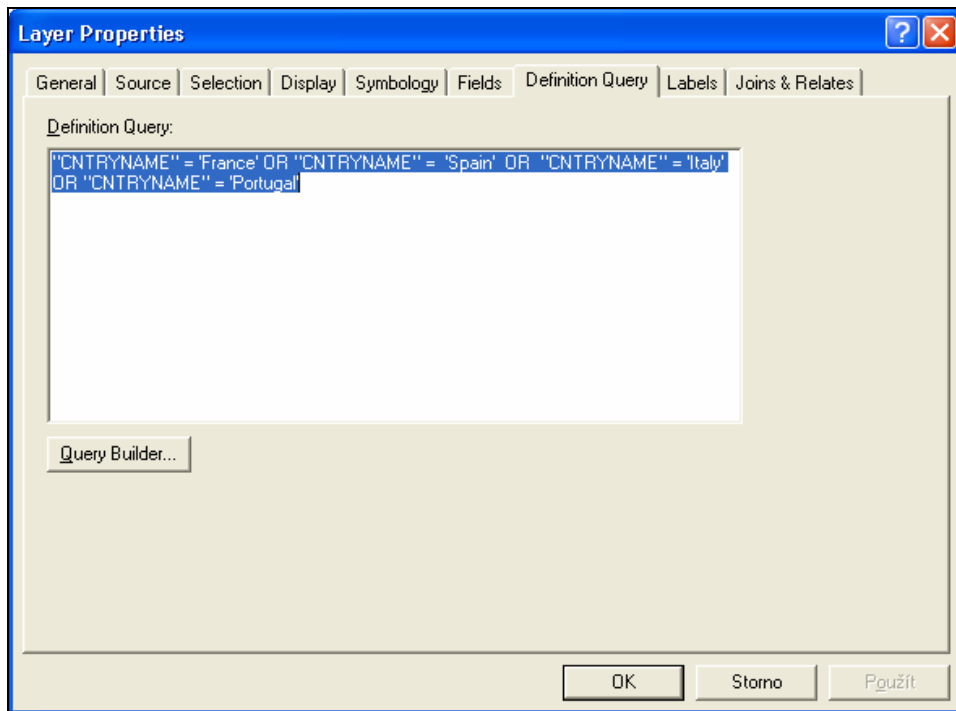 Layer Properties
General Source Selection Display Symbology Fields Definition Query Labels Joins & Relates
Definition Query:
"CNTRYNAME" = 'France' OR "CNTRYNAME" = 'Spain' OR "CNTRYNAME" = 'Italy'
OR "CNTRYNAME" = 'Portugal'
Query Builder...
OK Storno Použít